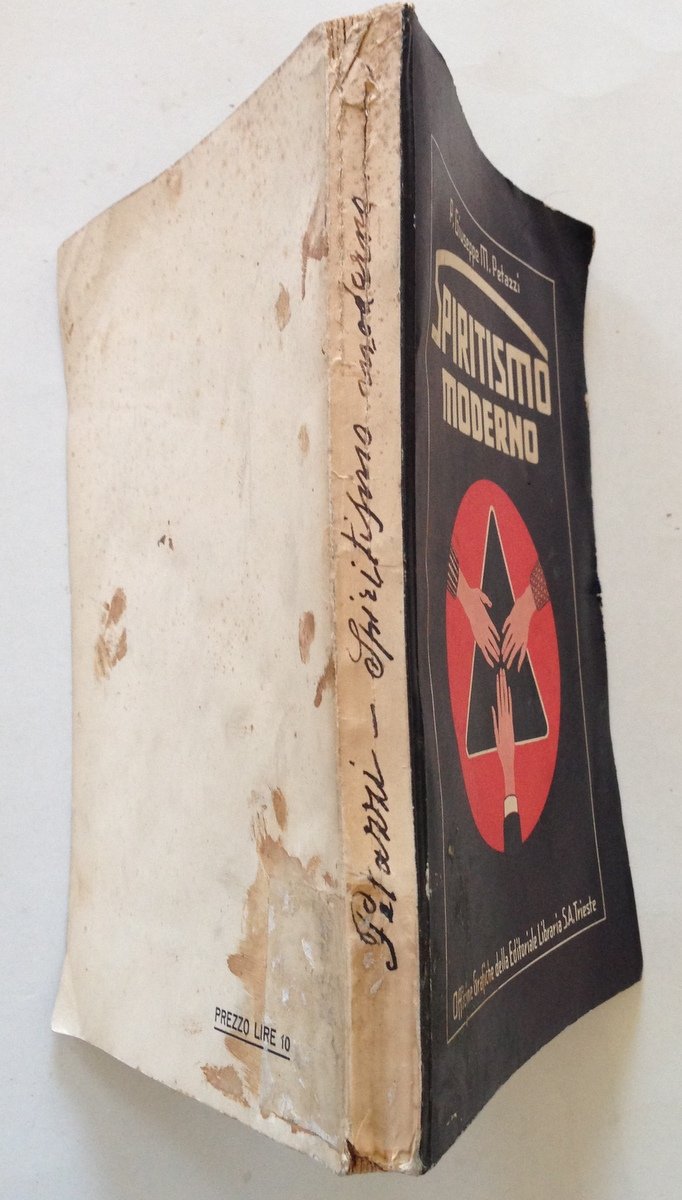 P. Giuseppe M. Petazzi
SPIRITISMO
MODERNO
Officine Grafiche della Editoriale Libraria S.A. Trieste
Petazzi — Spiritismo moderno
PREZZO LIRE 10